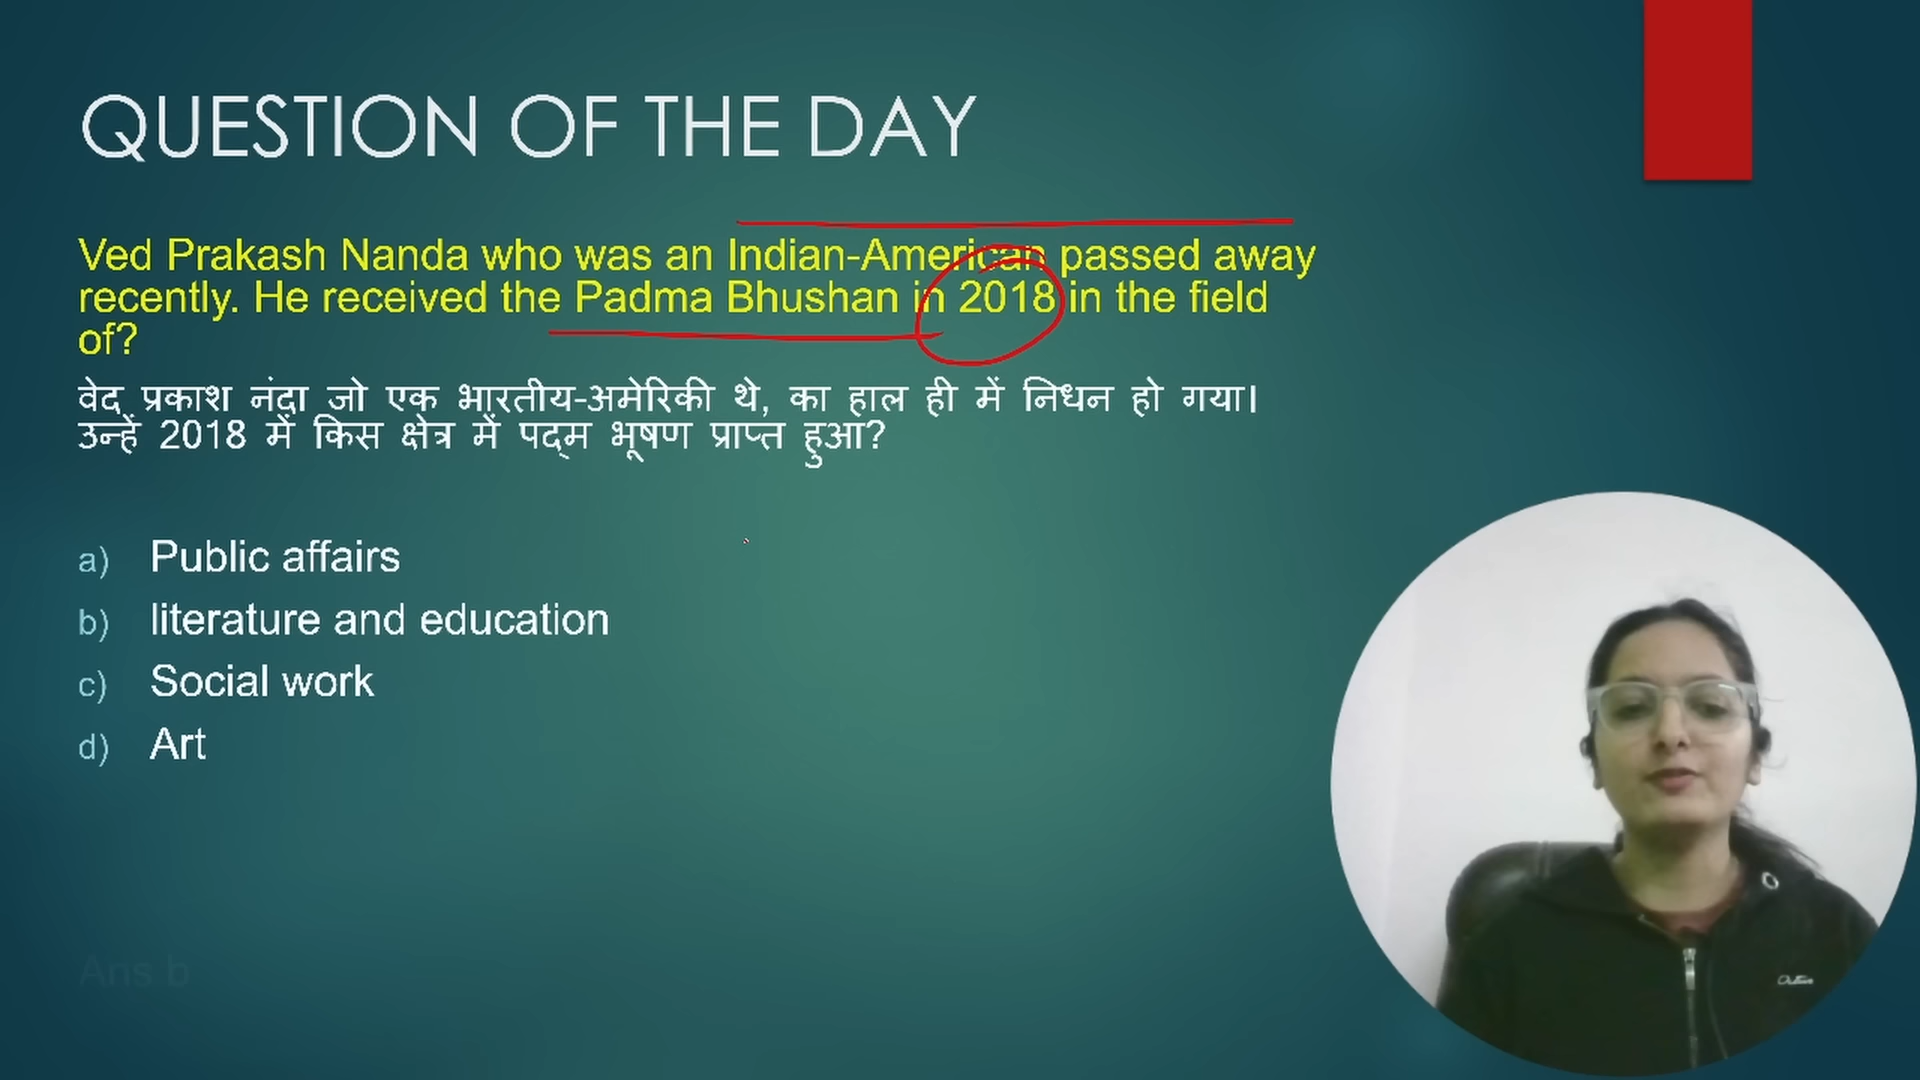 QUESTION OF THE DAY
Ved Prakash Nanda who was an Indian-American passed away
recently. He received the Padma Bhushan in 2018 in the field
of?
वेद प्रकाश नंदा जो एक भारतीय-अमेरिकी थे, का हाल ही में निधन हो गया।
उन्हें 2018 में किस क्षेत्र में पद्म भूषण प्राप्त हुआ?
a) Public affairs
b) literature and education
c) Social work
d) Art
Ans b